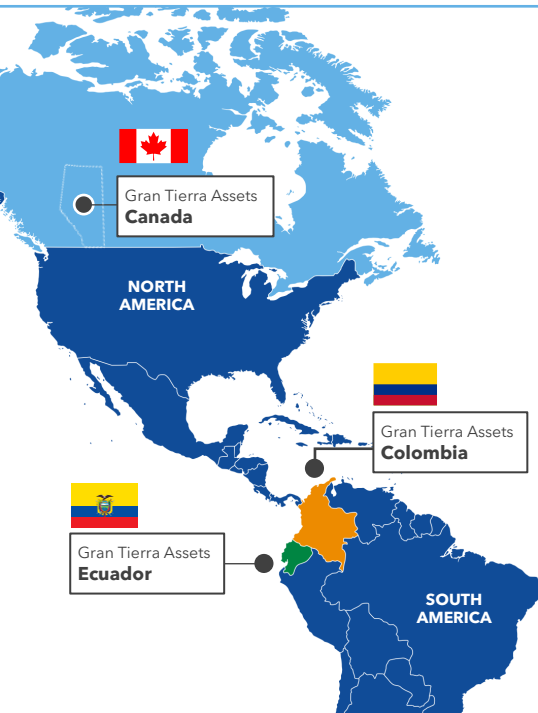 Gran Tierra Assets
Canada
NORTH
AMERICA
Gran Tierra Assets
Colombia
Gran Tierra Assets
Ecuador
SOUTH
AMERICA